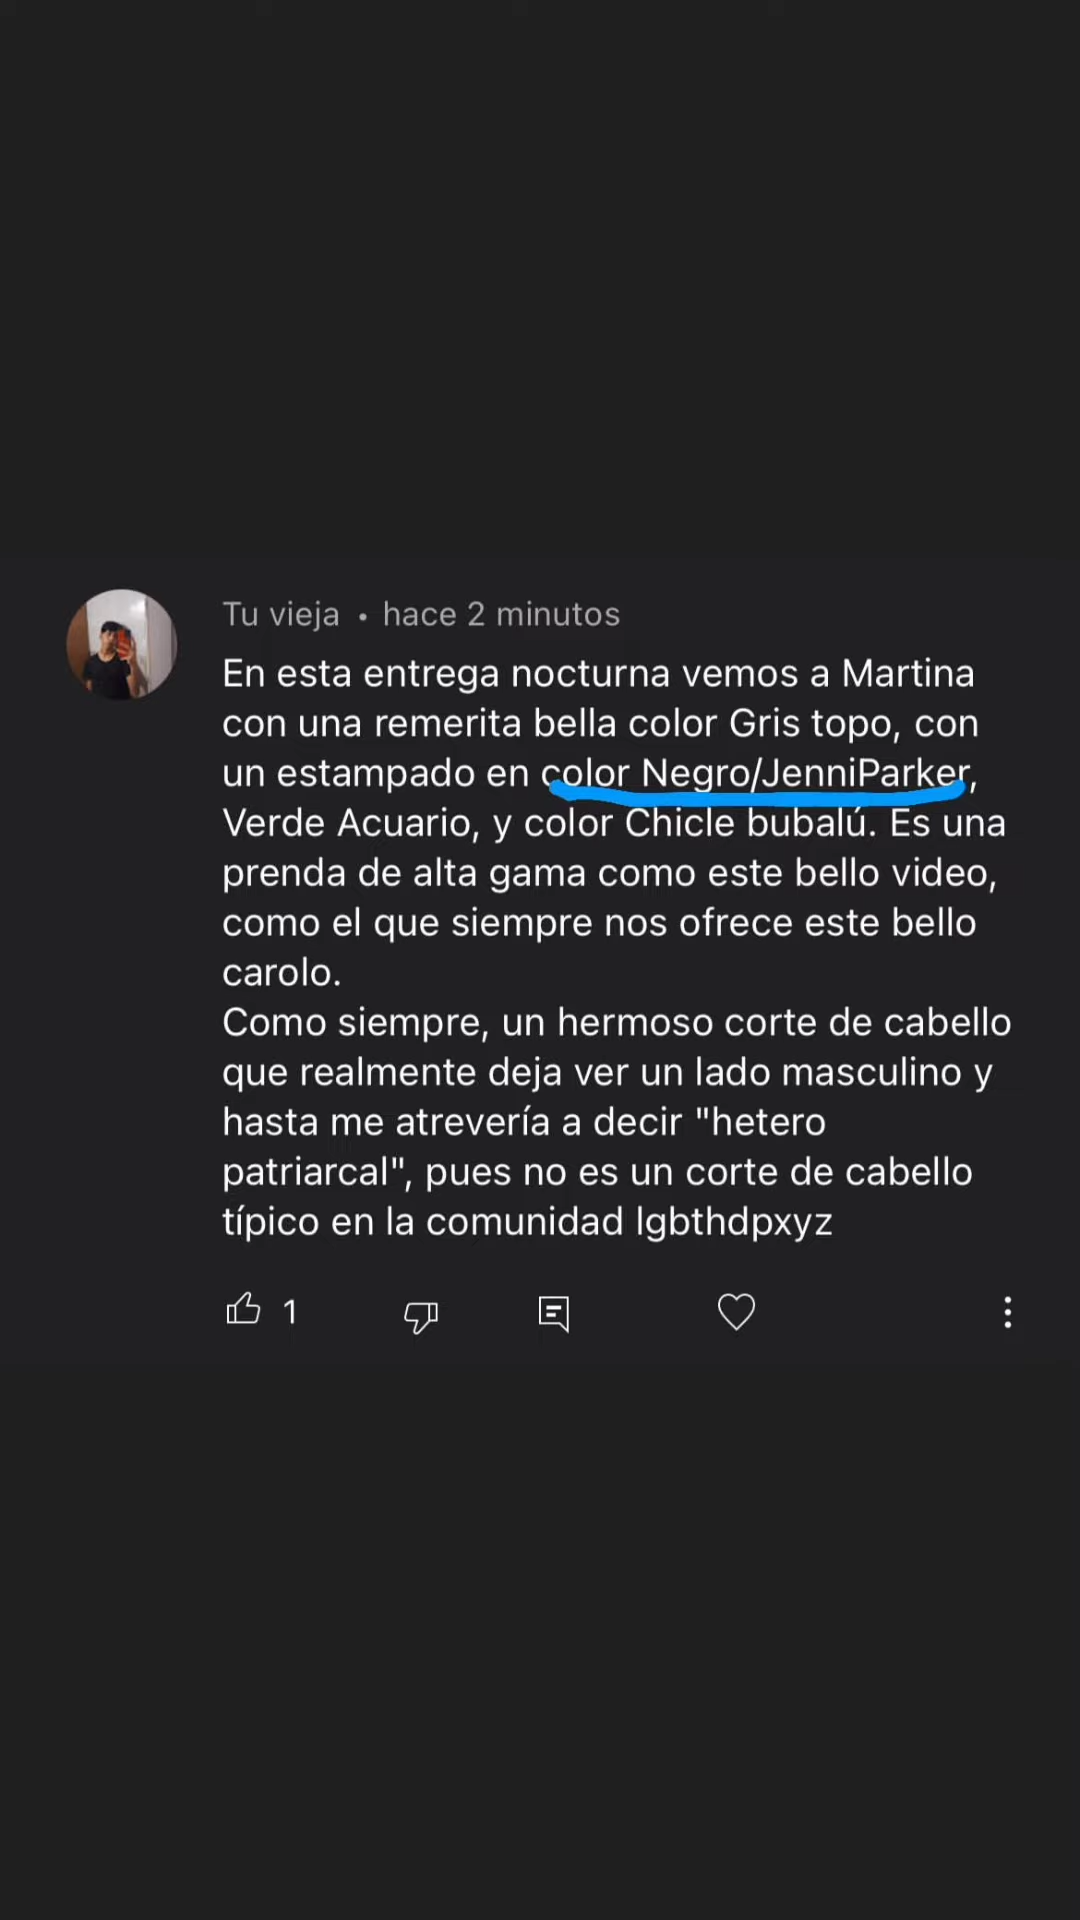 Tu vieja • hace 2 minutos
En esta entrega nocturna vemos a Martina
con una remerita bella color Gris topo, con
un estampado en color Negro/JenniParker,
Verde Acuario, y color Chicle bubalú. Es una
prenda de alta gama como este bello video,
como el que siempre nos ofrece este bello
carolo.
Como siempre, un hermoso corte de cabello
que realmente deja ver un lado masculino y
hasta me atrevería a decir "hetero
patriarcal", pues no es un corte de cabello
típico en la comunidad lgbthdpxyz
1